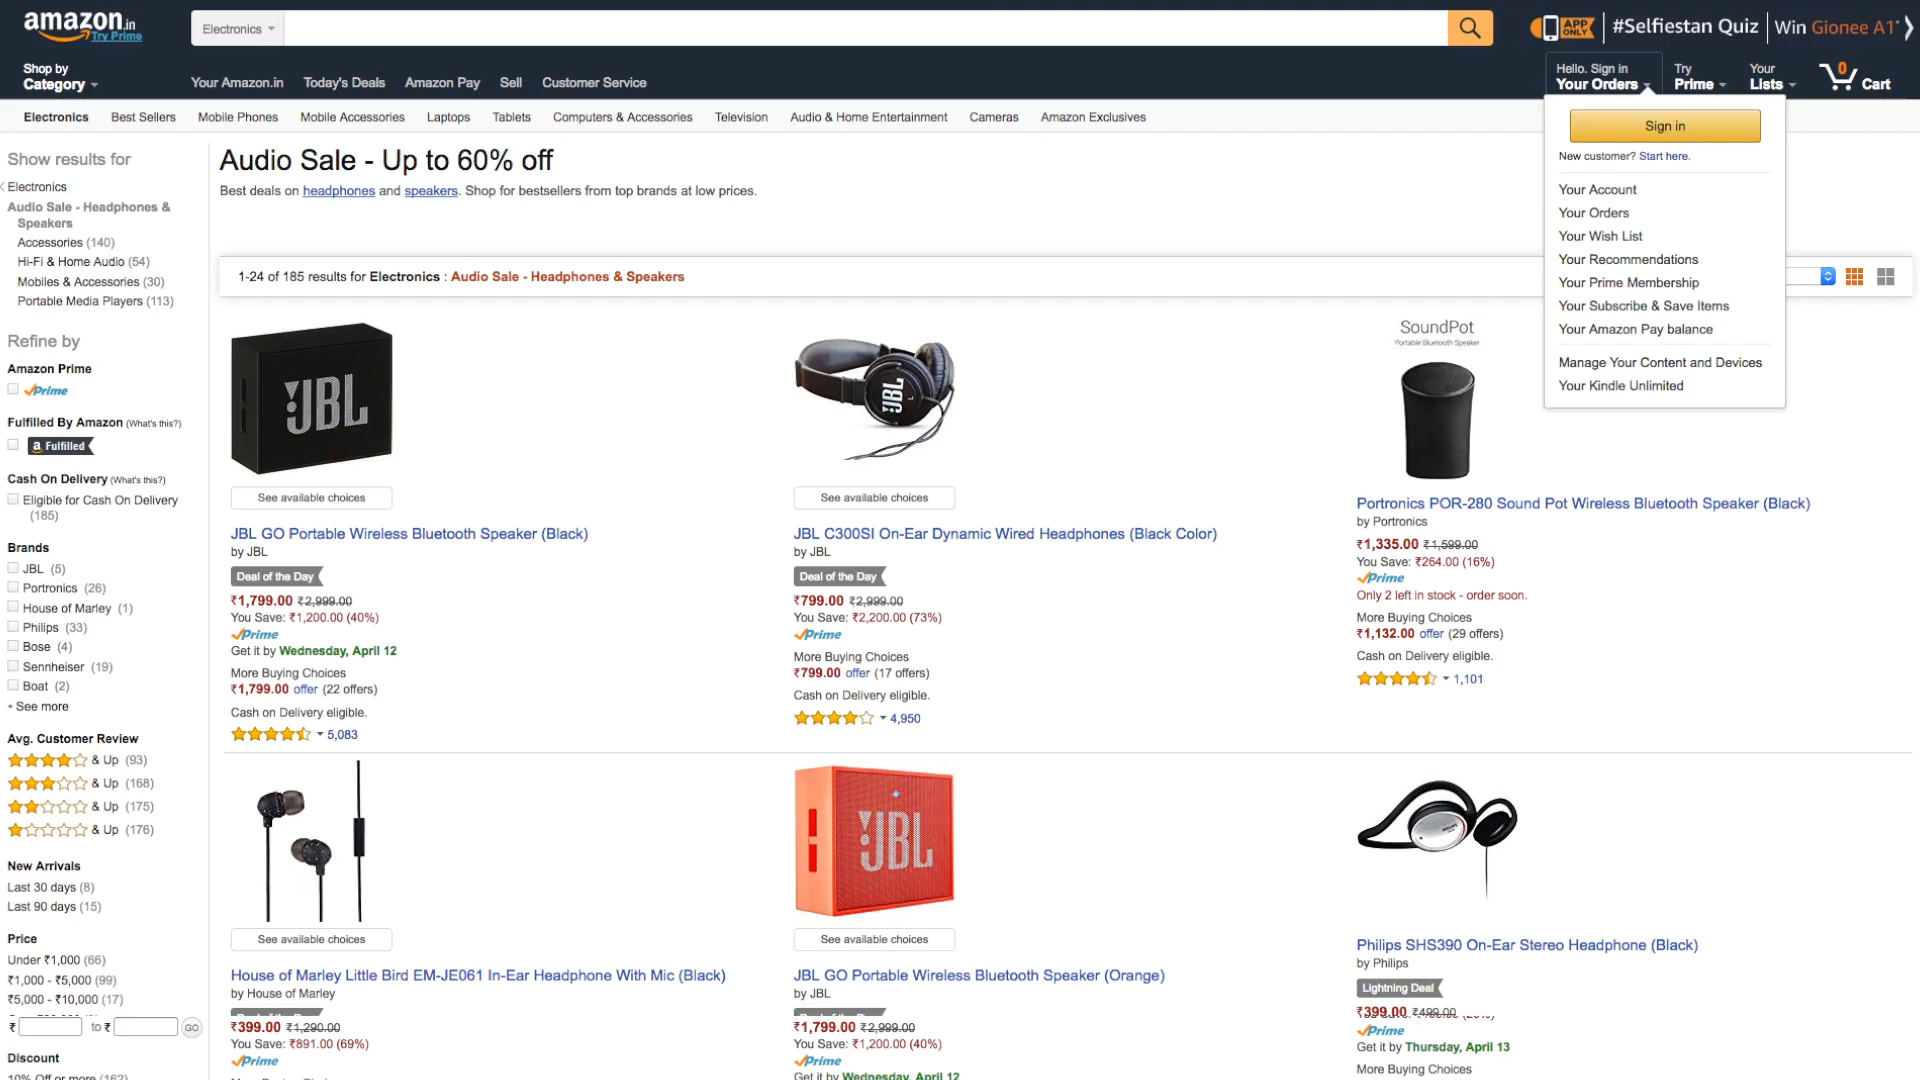 amazon.in
Try Prime
Electronics
APP ONLY
#Selfiestan Quiz
Win Gionee A1*
Shop by
Category
Your Amazon.in
Today's Deals
Amazon Pay
Sell
Customer Service
Hello. Sign in
Your Orders
Try
Prime
Your
Lists
0
Cart
Electronics
Best Sellers
Mobile Phones
Mobile Accessories
Laptops
Tablets
Computers & Accessories
Television
Audio & Home Entertainment
Cameras
Amazon Exclusives
Sign in
New customer? Start here.
Your Account
Your Orders
Your Wish List
Your Recommendations
Your Prime Membership
Your Subscribe & Save Items
Your Amazon Pay balance
Manage Your Content and Devices
Your Kindle Unlimited
Show results for
Electronics
Audio Sale - Headphones &
Speakers
Accessories (140)
Hi-Fi & Home Audio (54)
Mobiles & Accessories (30)
Portable Media Players (113)
Refine by
Amazon Prime
Prime
Fulfilled By Amazon (What's this?)
a Fulfilled
Cash On Delivery (What's this?)
Eligible for Cash On Delivery
(185)
Brands
JBL (5)
Portronics (26)
House of Marley (1)
Philips (33)
Bose (4)
Sennheiser (19)
Boat (2)
+ See more
Avg. Customer Review
& Up (93)
& Up (168)
& Up (175)
& Up (176)
New Arrivals
Last 30 days (8)
Last 90 days (15)
Price
Under ₹1,000 (66)
₹1,000 - ₹5,000 (99)
₹5,000 - ₹10,000 (17)
₹ to ₹ GO
Discount
10% Off or more (162)
Audio Sale - Up to 60% off
Best deals on headphones and speakers. Shop for bestsellers from top brands at low prices.
1-24 of 185 results for Electronics : Audio Sale - Headphones & Speakers
JBL
See available choices
JBL GO Portable Wireless Bluetooth Speaker (Black)
by JBL
Deal of the Day
₹1,799.00 ₹2,999.00
You Save: ₹1,200.00 (40%)
Prime
Get it by Wednesday, April 12
More Buying Choices
₹1,799.00 offer (22 offers)
Cash on Delivery eligible.
5,083
JBL
See available choices
JBL C300SI On-Ear Dynamic Wired Headphones (Black Color)
by JBL
Deal of the Day
₹799.00 ₹2,999.00
You Save: ₹2,200.00 (73%)
Prime
More Buying Choices
₹799.00 offer (17 offers)
Cash on Delivery eligible.
4,950
SoundPot
Portable Bluetooth Speaker
Portronics POR-280 Sound Pot Wireless Bluetooth Speaker (Black)
by Portronics
₹1,335.00 ₹1,599.00
You Save: ₹264.00 (16%)
Prime
Only 2 left in stock - order soon.
More Buying Choices
₹1,132.00 offer (29 offers)
Cash on Delivery eligible.
1,101
See available choices
House of Marley Little Bird EM-JE061 In-Ear Headphone With Mic (Black)
by House of Marley
₹399.00 ₹1,290.00
You Save: ₹891.00 (69%)
Prime
JBL
See available choices
JBL GO Portable Wireless Bluetooth Speaker (Orange)
by JBL
₹1,799.00 ₹2,999.00
You Save: ₹1,200.00 (40%)
Prime
Get it by Wednesday, April 12
Philips SHS390 On-Ear Stereo Headphone (Black)
by Philips
Lightning Deal
₹399.00 ₹499.00
Prime
Get it by Thursday, April 13
More Buying Choices